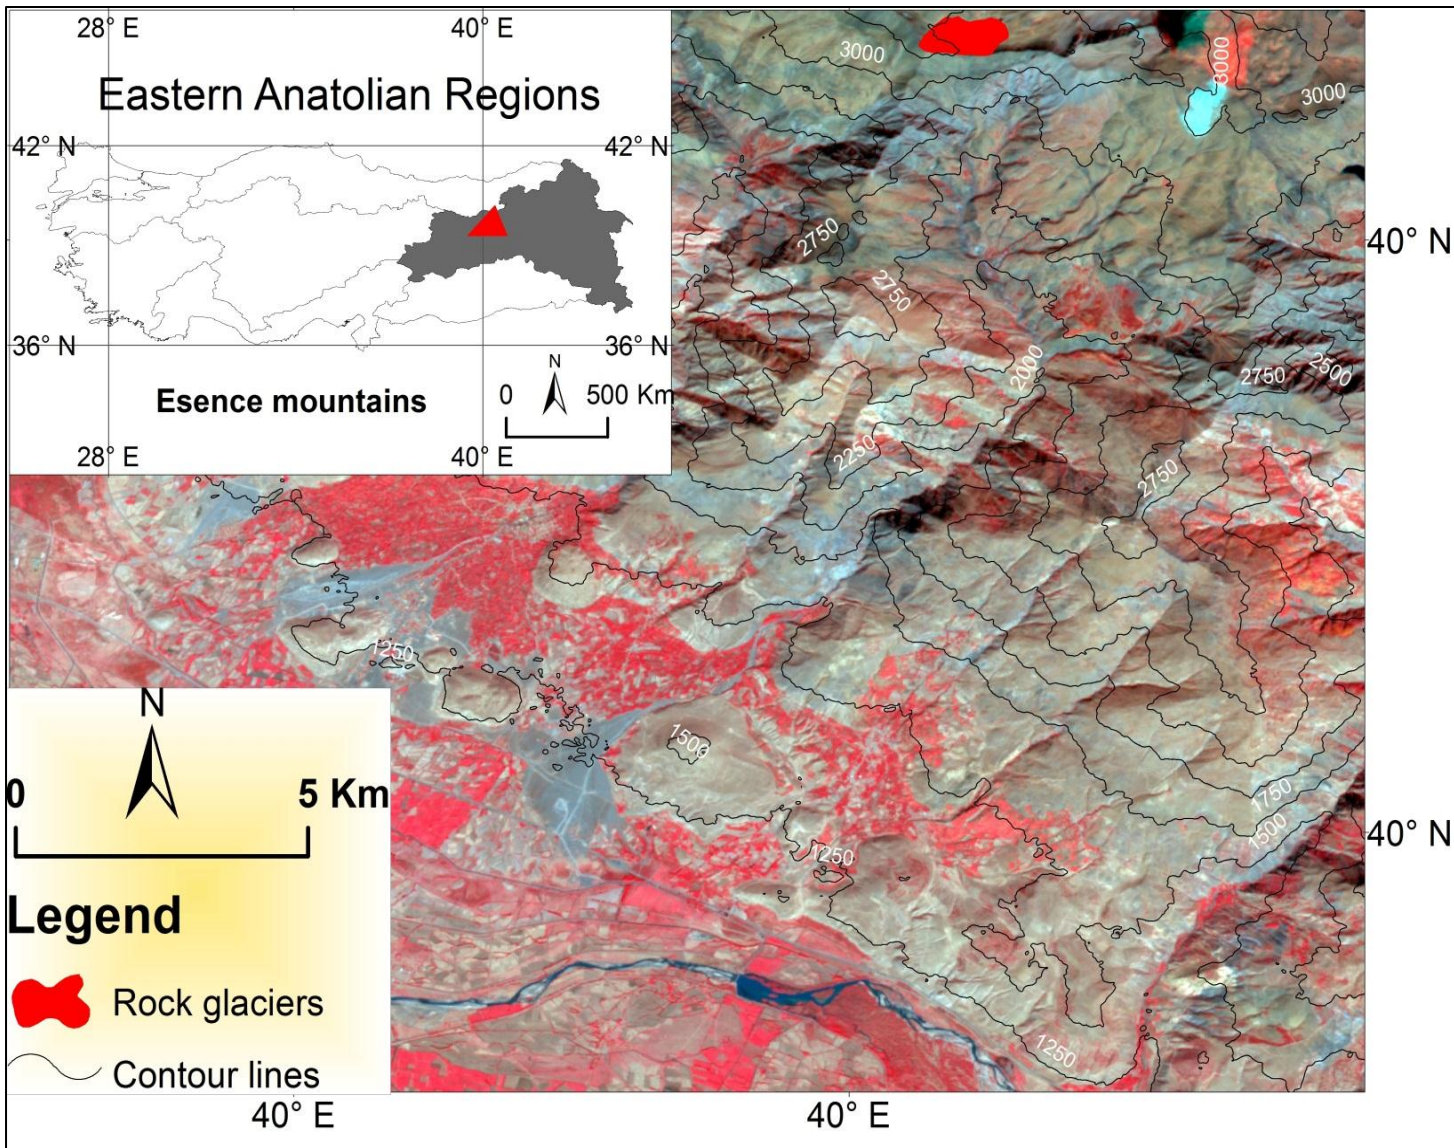 28° E 40° E
Eastern Anatolian Regions
42° N 42° N
36° N 36° N
N
Esence mountains
0 500 Km
28° E 40° E
3000
3000
3000
40° N
2750
2750
2000
2500
2750
2250
2750
1250
1500
1750
1500
40° N
1250
1250
N
0 5 Km
Legend
Rock glaciers
Contour lines
40° E 40° E